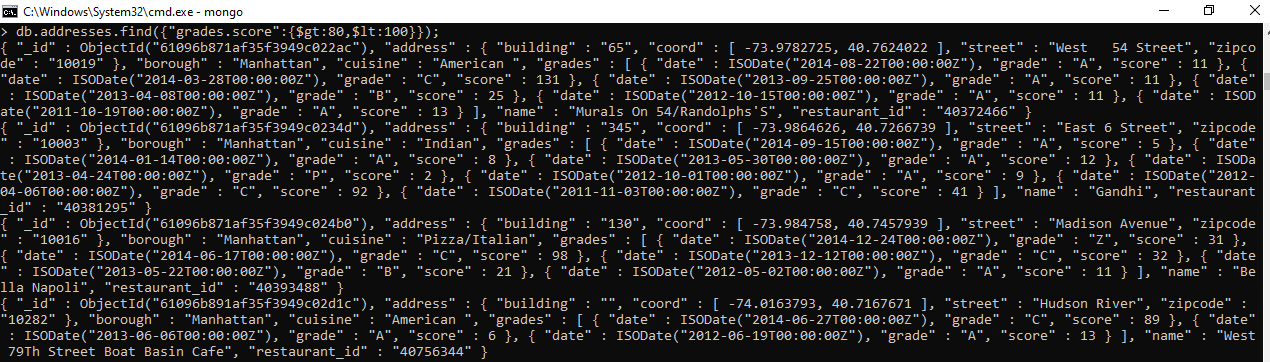 C:\Windows\System32\cmd.exe - mongo
> db.addresses.find({"grades.score":{$gt:80,$lt:100}});
{ "_id" : ObjectId("61096b871af35f3949c022ac"), "address" : { "building" : "65", "coord" : [ -73.9782725, 40.7624022 ], "street" : "West   54 Street", "zipco
de" : "10019" }, "borough" : "Manhattan", "cuisine" : "American ", "grades" : [ { "date" : ISODate("2014-08-22T00:00:00Z"), "grade" : "A", "score" : 11 }, {
"date" : ISODate("2014-03-28T00:00:00Z"), "grade" : "C", "score" : 131 }, { "date" : ISODate("2013-09-25T00:00:00Z"), "grade" : "A", "score" : 11 }, { "date"
 : ISODate("2013-04-08T00:00:00Z"), "grade" : "B", "score" : 25 }, { "date" : ISODate("2012-10-15T00:00:00Z"), "grade" : "A", "score" : 11 }, { "date" : ISOD
ate("2011-10-19T00:00:00Z"), "grade" : "A", "score" : 13 } ], "name" : "Murals On 54/Randolphs'S", "restaurant_id" : "40372466" }
{ "_id" : ObjectId("61096b871af35f3949c0234d"), "address" : { "building" : "345", "coord" : [ -73.9864626, 40.7266739 ], "street" : "East 6 Street", "zipcode
" : "10003" }, "borough" : "Manhattan", "cuisine" : "Indian", "grades" : [ { "date" : ISODate("2014-09-15T00:00:00Z"), "grade" : "A", "score" : 5 }, { "date"
 : ISODate("2014-01-14T00:00:00Z"), "grade" : "A", "score" : 8 }, { "date" : ISODate("2013-05-30T00:00:00Z"), "grade" : "A", "score" : 12 }, { "date" : ISODa
te("2013-04-24T00:00:00Z"), "grade" : "P", "score" : 2 }, { "date" : ISODate("2012-10-01T00:00:00Z"), "grade" : "A", "score" : 9 }, { "date" : ISODate("2012-
04-06T00:00:00Z"), "grade" : "C", "score" : 92 }, { "date" : ISODate("2011-11-03T00:00:00Z"), "grade" : "C", "score" : 41 } ], "name" : "Gandhi", "restaurant
_id" : "40381295" }
{ "_id" : ObjectId("61096b871af35f3949c024b0"), "address" : { "building" : "130", "coord" : [ -73.984758, 40.7457939 ], "street" : "Madison Avenue", "zipcode
" : "10016" }, "borough" : "Manhattan", "cuisine" : "Pizza/Italian", "grades" : [ { "date" : ISODate("2014-12-24T00:00:00Z"), "grade" : "Z", "score" : 31 },
{ "date" : ISODate("2014-06-17T00:00:00Z"), "grade" : "C", "score" : 98 }, { "date" : ISODate("2013-12-12T00:00:00Z"), "grade" : "C", "score" : 32 }, { "date
" : ISODate("2013-05-22T00:00:00Z"), "grade" : "B", "score" : 21 }, { "date" : ISODate("2012-05-02T00:00:00Z"), "grade" : "A", "score" : 11 } ], "name" : "Be
lla Napoli", "restaurant_id" : "40393488" }
{ "_id" : ObjectId("61096b891af35f3949c02d1c"), "address" : { "building" : "", "coord" : [ -74.0163793, 40.7167671 ], "street" : "Hudson River", "zipcode" :
"10282" }, "borough" : "Manhattan", "cuisine" : "American ", "grades" : [ { "date" : ISODate("2014-06-27T00:00:00Z"), "grade" : "C", "score" : 89 }, { "date"
 : ISODate("2013-06-06T00:00:00Z"), "grade" : "A", "score" : 6 }, { "date" : ISODate("2012-06-19T00:00:00Z"), "grade" : "A", "score" : 13 } ], "name" : "West
 79Th Street Boat Basin Cafe", "restaurant_id" : "40756344" }